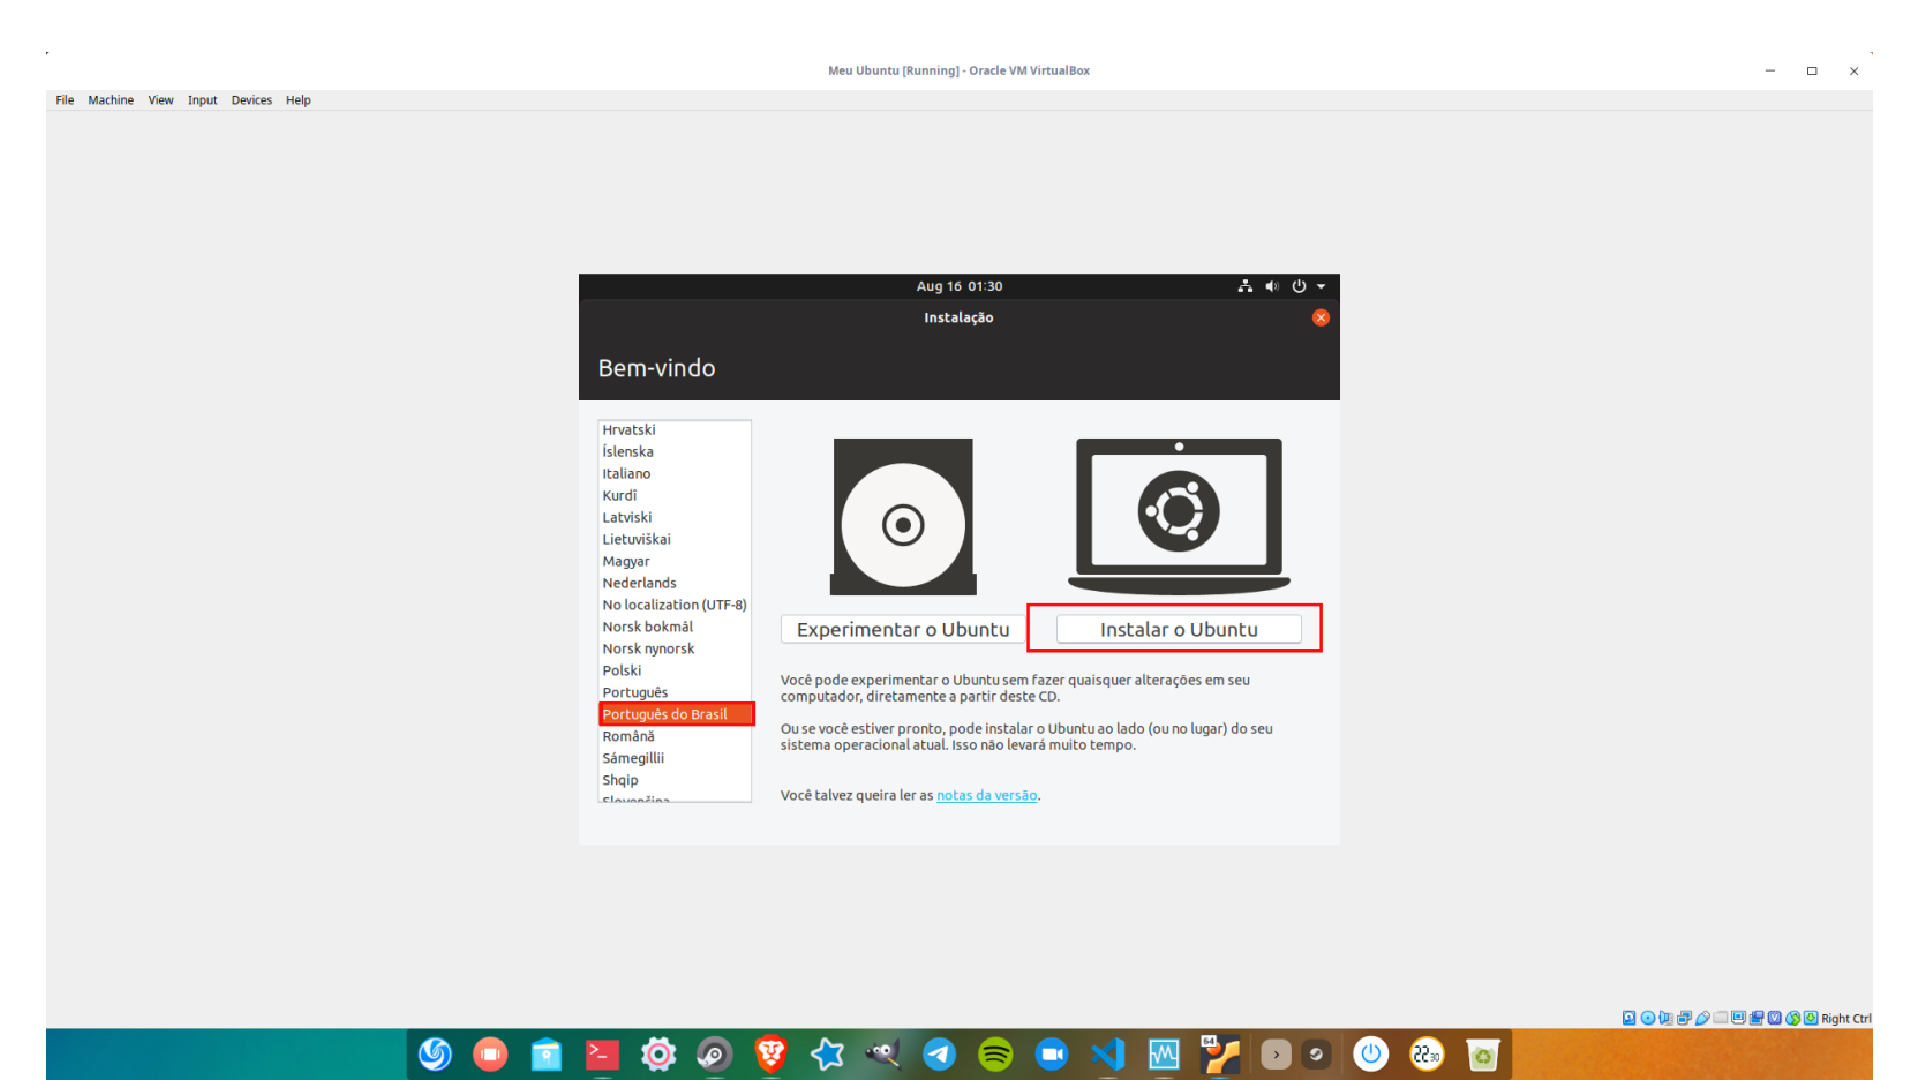 Meu Ubuntu [Running] - Oracle VM VirtualBox
File Machine View Input Devices Help
Aug 16 01:30
Instalação
Bem-vindo
Hrvatski
Íslenska
Italiano
Kurdî
Latviski
Lietuviškai
Magyar
Nederlands
No localization (UTF-8)
Norsk bokmål
Norsk nynorsk
Polski
Português
Português do Brasil
Română
Sámegillii
Shqip
Slovenčina
Experimentar o Ubuntu
Instalar o Ubuntu
Você pode experimentar o Ubuntu sem fazer quaisquer alterações em seu
computador, diretamente a partir deste CD.
Ou se você estiver pronto, pode instalar o Ubuntu ao lado (ou no lugar) do seu
sistema operacional atual. Isso não levará muito tempo.
Você talvez queira ler as notas da versão.
Right Ctrl
64
22:30